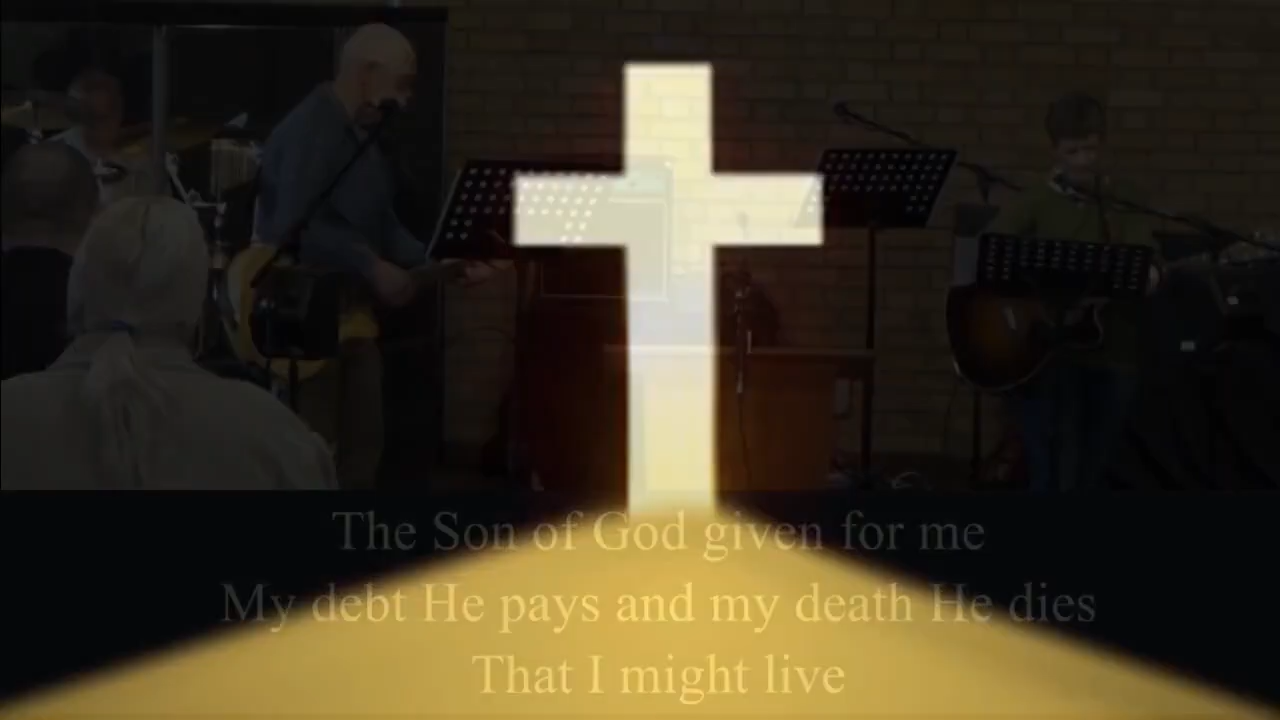 The Son of God given for me
My debt He pays and my death He dies
That I might live